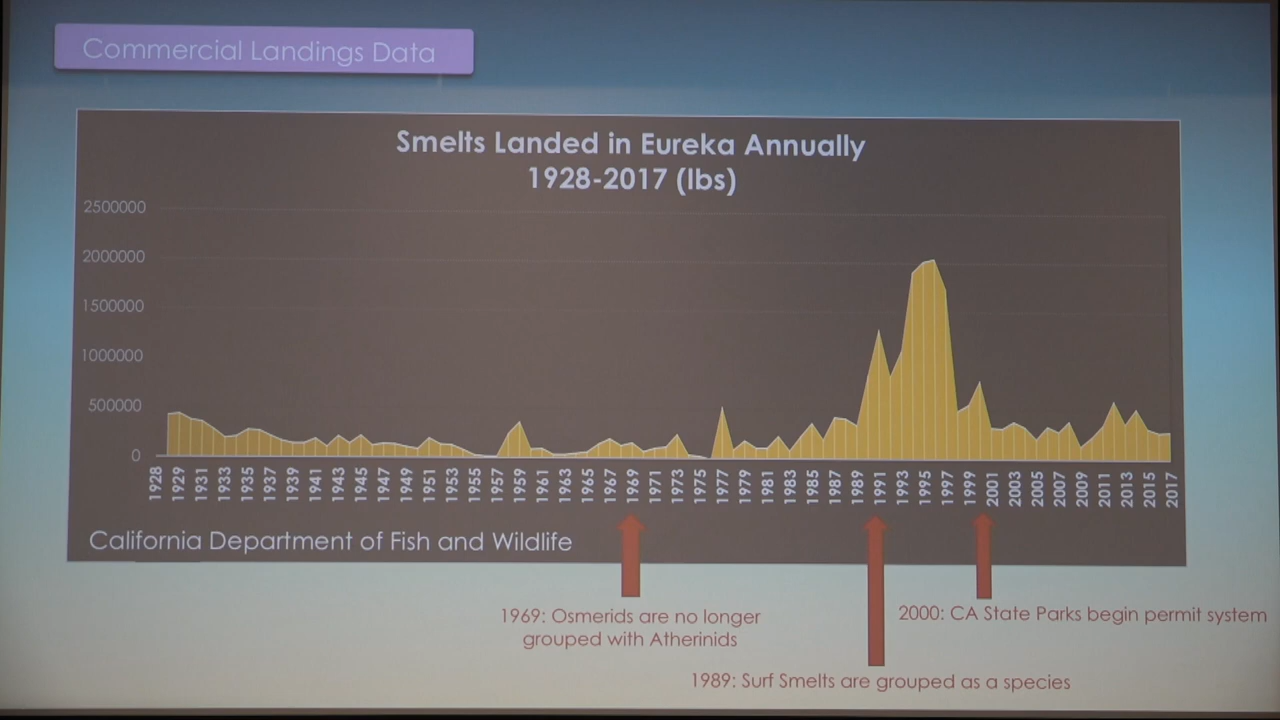 Commercial Landings Data
Smelts Landed in Eureka Annually
1928-2017 (lbs)
2500000
2000000
1500000
1000000
500000
0
1928 1929 1931 1933 1935 1937 1939 1941 1943 1945 1947 1949 1951 1953 1955 1957 1959 1961 1963 1965 1967 1969 1971 1973 1975 1977 1979 1981 1983 1985 1987 1989 1991 1993 1995 1997 1999 2001 2003 2005 2007 2009 2011 2013 2015 2017
California Department of Fish and Wildlife
1969: Osmerids are no longer
grouped with Atherinids
2000: CA State Parks begin permit system
1989: Surf Smelts are grouped as a species